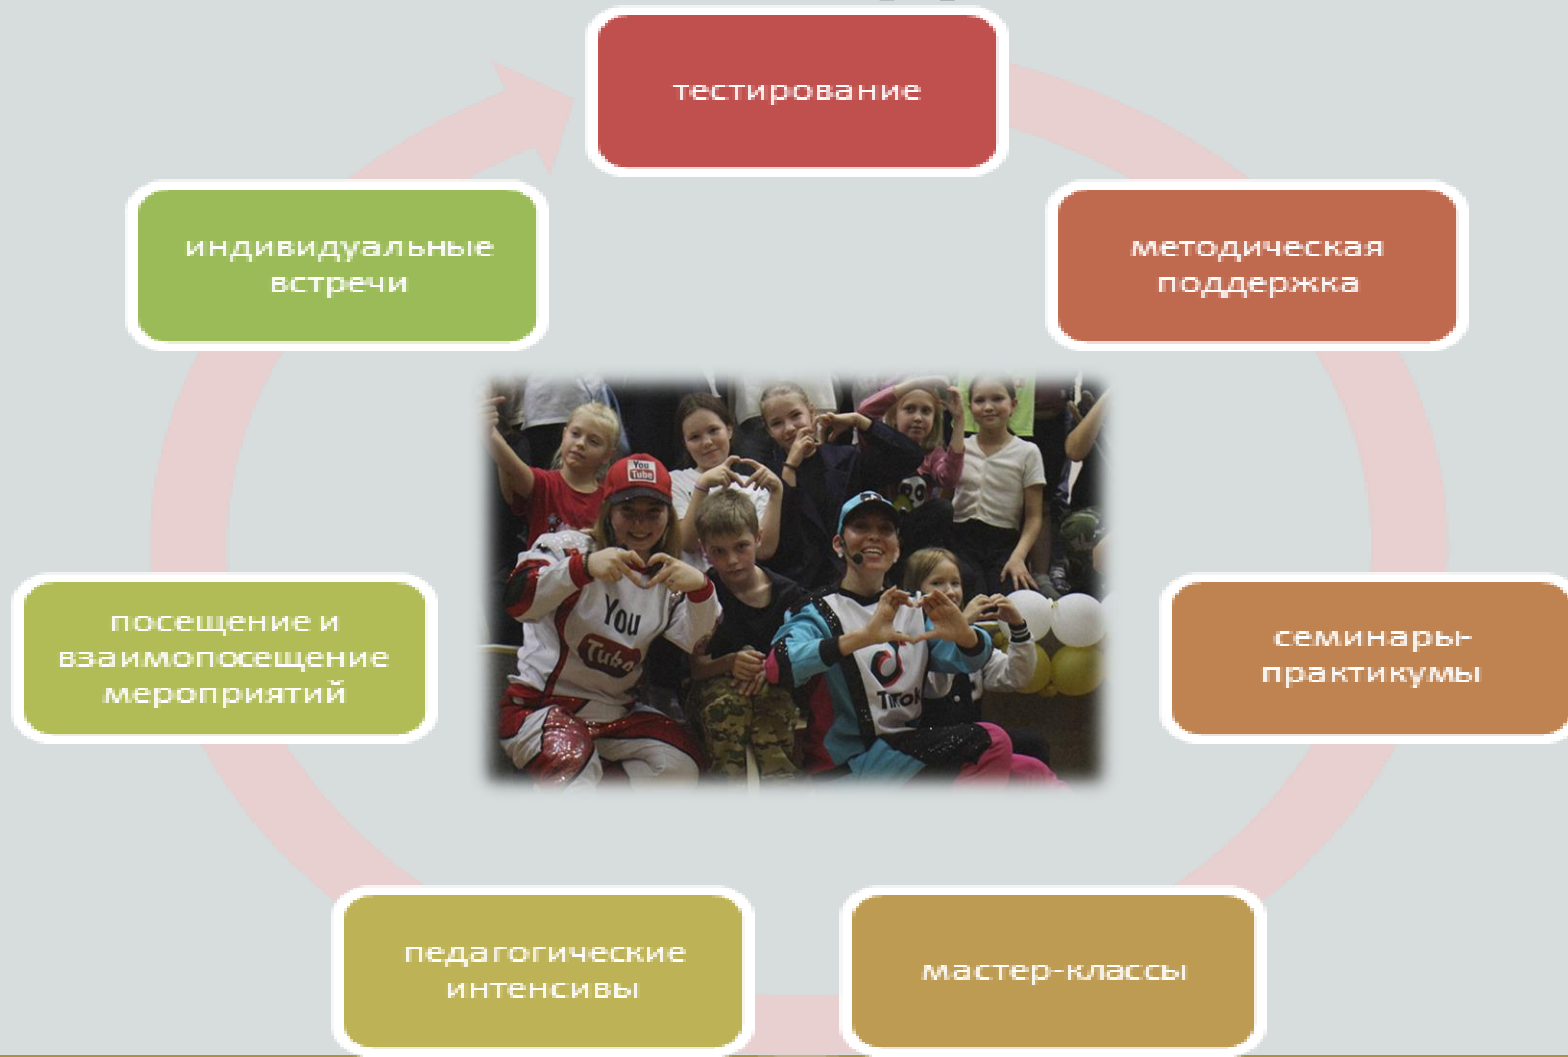 тестирование
методическая
поддержка
семинары-
практикумы
мастер-классы
педагогические
интенсивы
посещение и
взаимопосещение
мероприятий
индивидуальные
встречи
You
Tube
You
Tube